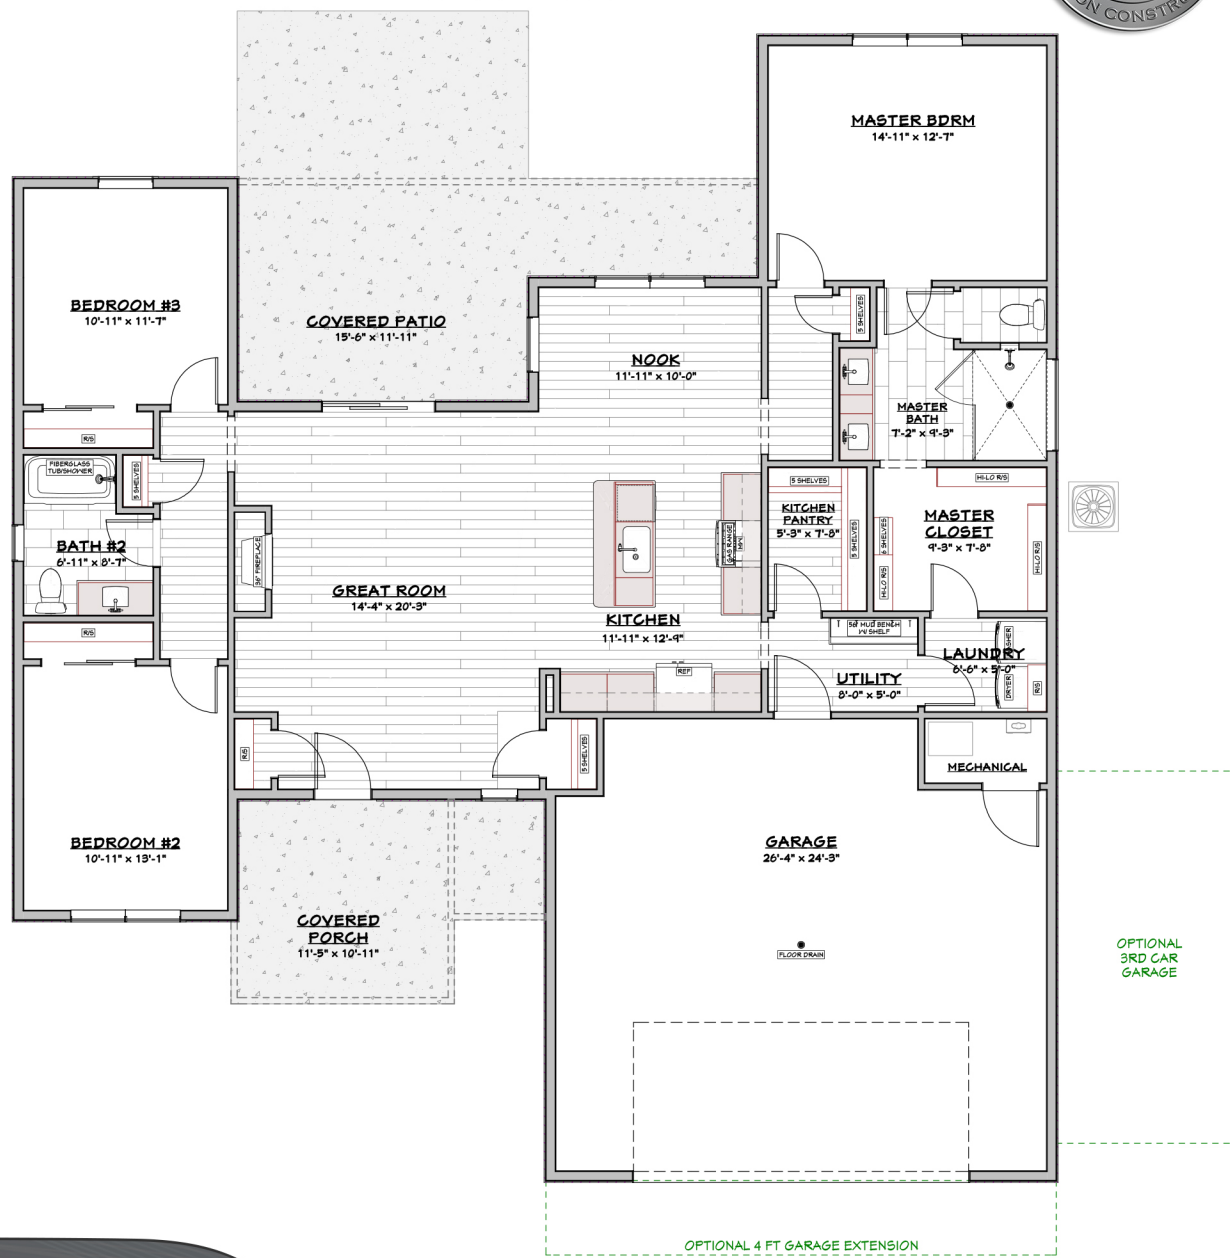 ON CONSTR
MASTER BDRM
14'-11" x 12'-7"
BEDROOM #3
10'-11" x 11'-7"
COVERED PATIO
15'-6" x 11'-11"
NOOK
11'-11" x 10'-0"
5 SHELVES
MASTER
BATH
7'-2" x 9'-3"
R/S
FIBERGLASS
TUB/SHOWER
5 SHELVES
BATH #2
6'-11" x 8'-7"
R/S
36" FIREPLACE
GREAT ROOM
14'-4" x 20'-3"
KITCHEN
11'-11" x 12'-9"
GAS RANGE
MW
REF
5 SHELVES
KITCHEN
PANTRY
5'-3" x 7'-8"
5 SHELVES
HI-LO R/S
MASTER
CLOSET
9'-3" x 7'-8"
6 SHELVES
HI-LO R/S
HI-LO R/S
56" MUD BENCH
W/ SHELF
LAUNDRY
6'-6" x 5'-0"
DRYER
R/S
UTILITY
8'-0" x 5'-0"
R/S
5 SHELVES
MECHANICAL
BEDROOM #2
10'-11" x 13'-1"
GARAGE
26'-4" x 24'-3"
COVERED
PORCH
11'-5" x 10'-11"
FLOOR DRAIN
OPTIONAL
3RD CAR
GARAGE
OPTIONAL 4 FT GARAGE EXTENSION